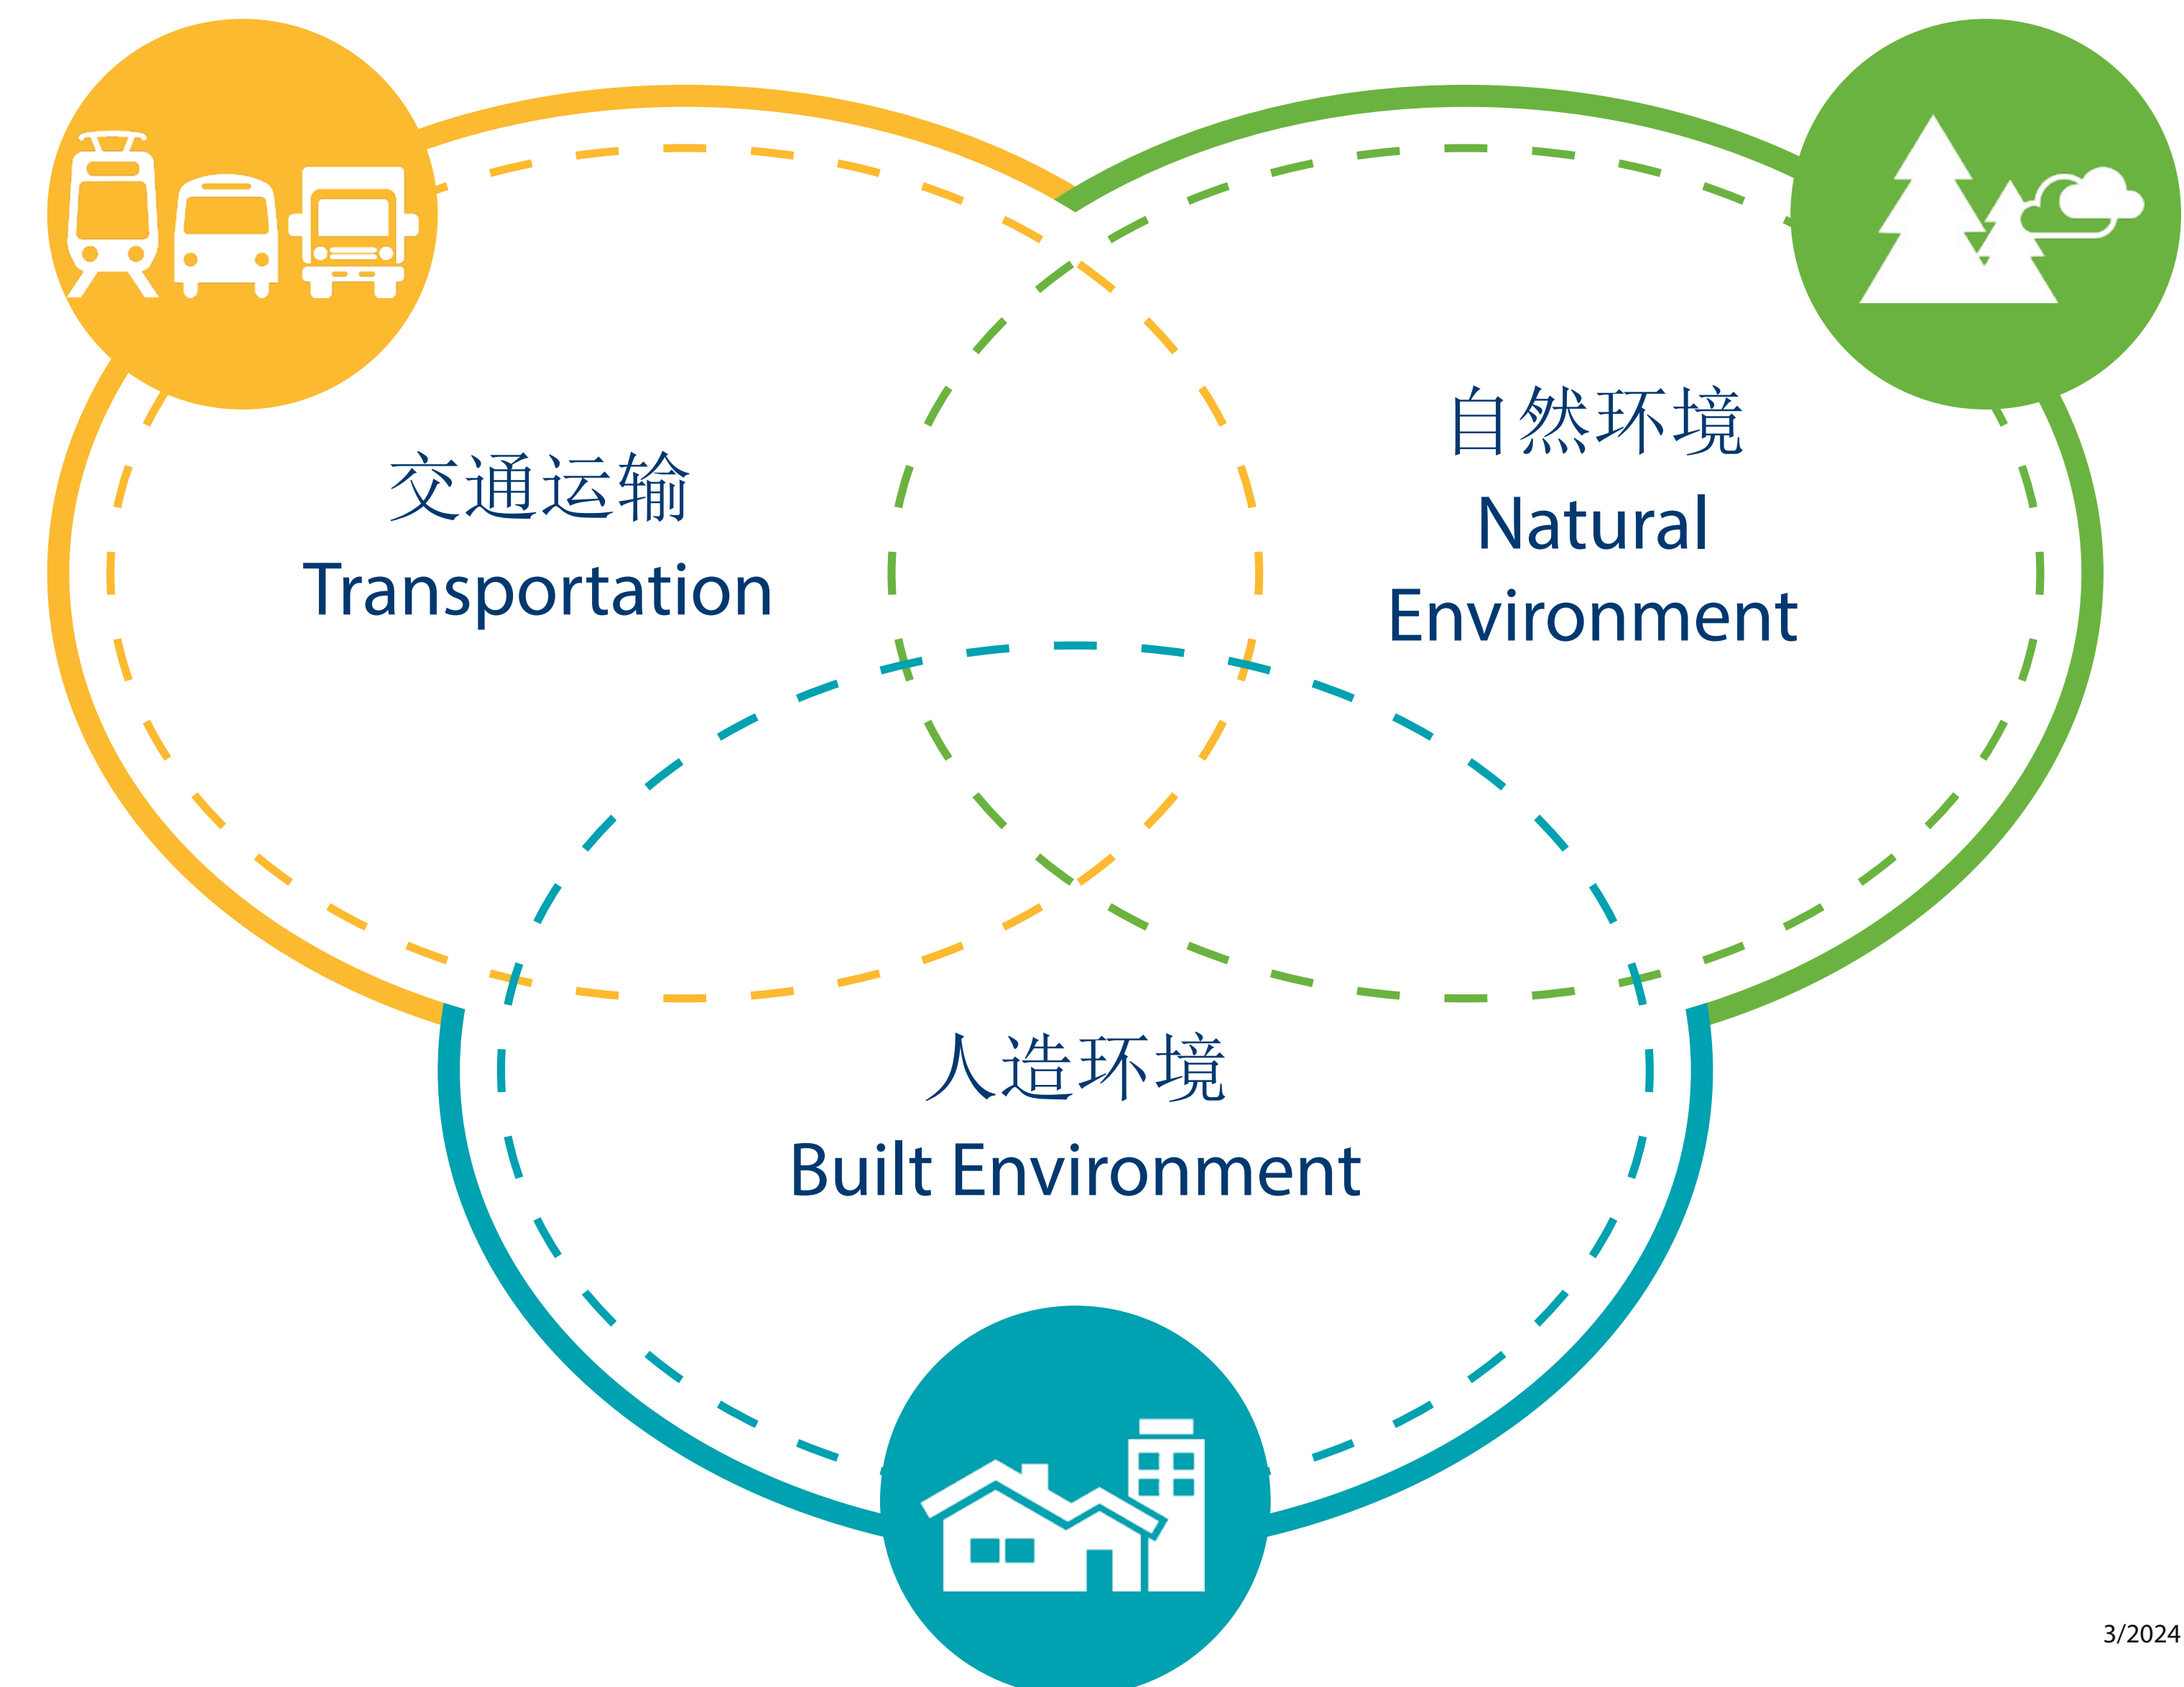 交通运输
Transportation
自然环境
Natural
Environment
人造环境
Built Environment
3/2024